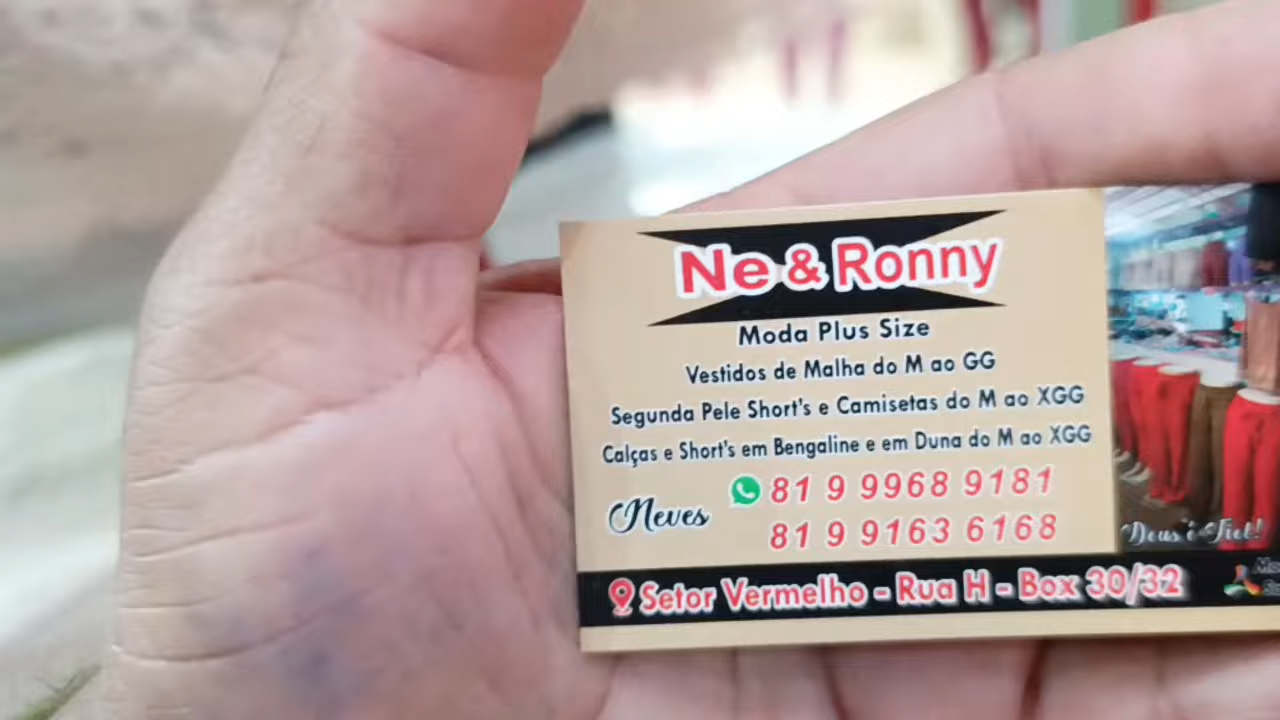 Ne & Ronny
Moda Plus Size
Vestidos de Malha do M ao GG
Segunda Pele Short's e Camisetas do M ao XGG
Calças e Short's em Bengaline e em Duna do M ao XGG
Neves
81 9 9968 9181
81 9 9163 6168
Deus é Fiel!
Setor Vermelho - Rua H - Box 30/32